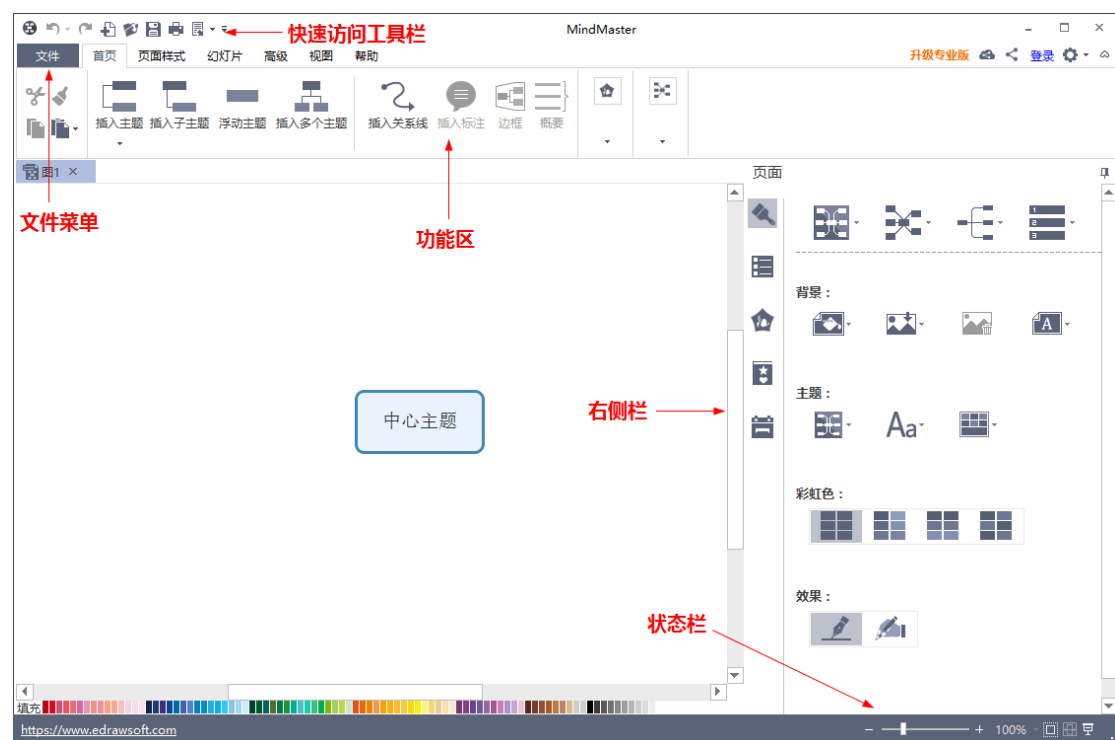 快速访问工具栏
MindMaster
文件 首页 页面样式 幻灯片 高级 视图 帮助
升级专业版 登录
插入主题 插入子主题 浮动主题 插入多个主题 插入关系线 插入标注 边框 概要
图1
页面
文件菜单
功能区
1
2
3
背景：
A
主题：
Aa
中心主题
右侧栏
彩虹色：
效果：
状态栏
填充
https://www.edrawsoft.com
100%